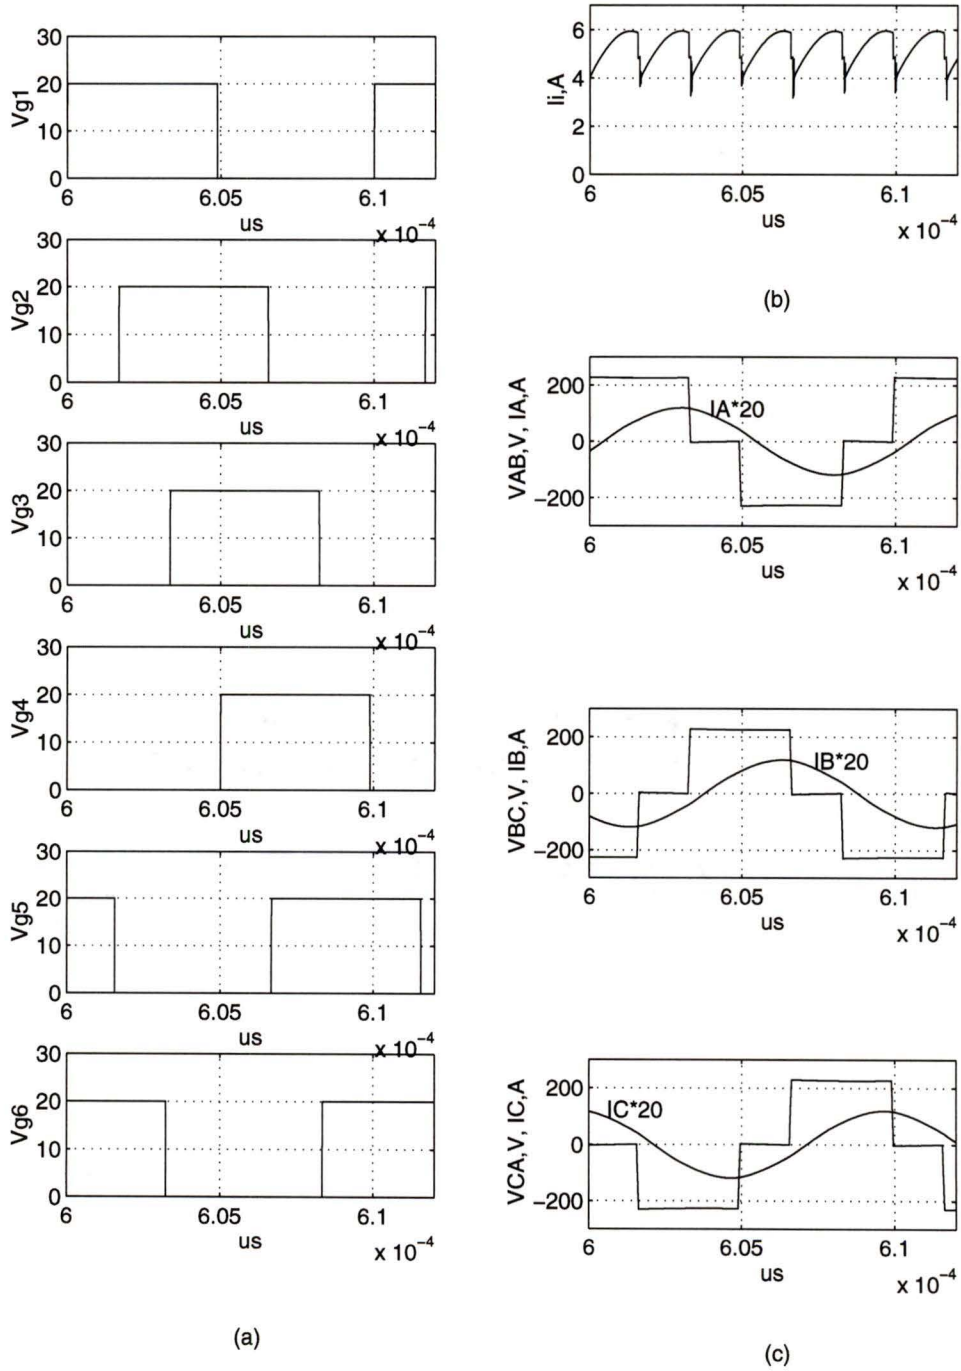 30
20
10
0
Vg1
6
6.05
6.1
us
x 10⁻⁴
30
20
10
0
Vg2
6
6.05
6.1
us
x 10⁻⁴
30
20
10
0
Vg3
6
6.05
6.1
us
x 10⁻⁴
30
20
10
0
Vg4
6
6.05
6.1
us
x 10⁻⁴
30
20
10
0
Vg5
6
6.05
6.1
us
x 10⁻⁴
30
20
10
0
Vg6
6
6.05
6.1
us
x 10⁻⁴
(a)
6
4
2
0
Ii,A
6
6.05
6.1
us
x 10⁻⁴
(b)
200
0
−200
VAB,V, IA,A
IA*20
6
6.05
6.1
us
x 10⁻⁴
200
0
−200
VBC,V, IB,A
IB*20
6
6.05
6.1
us
x 10⁻⁴
200
0
−200
VCA,V, IC,A
IC*20
6
6.05
6.1
us
x 10⁻⁴
(c)